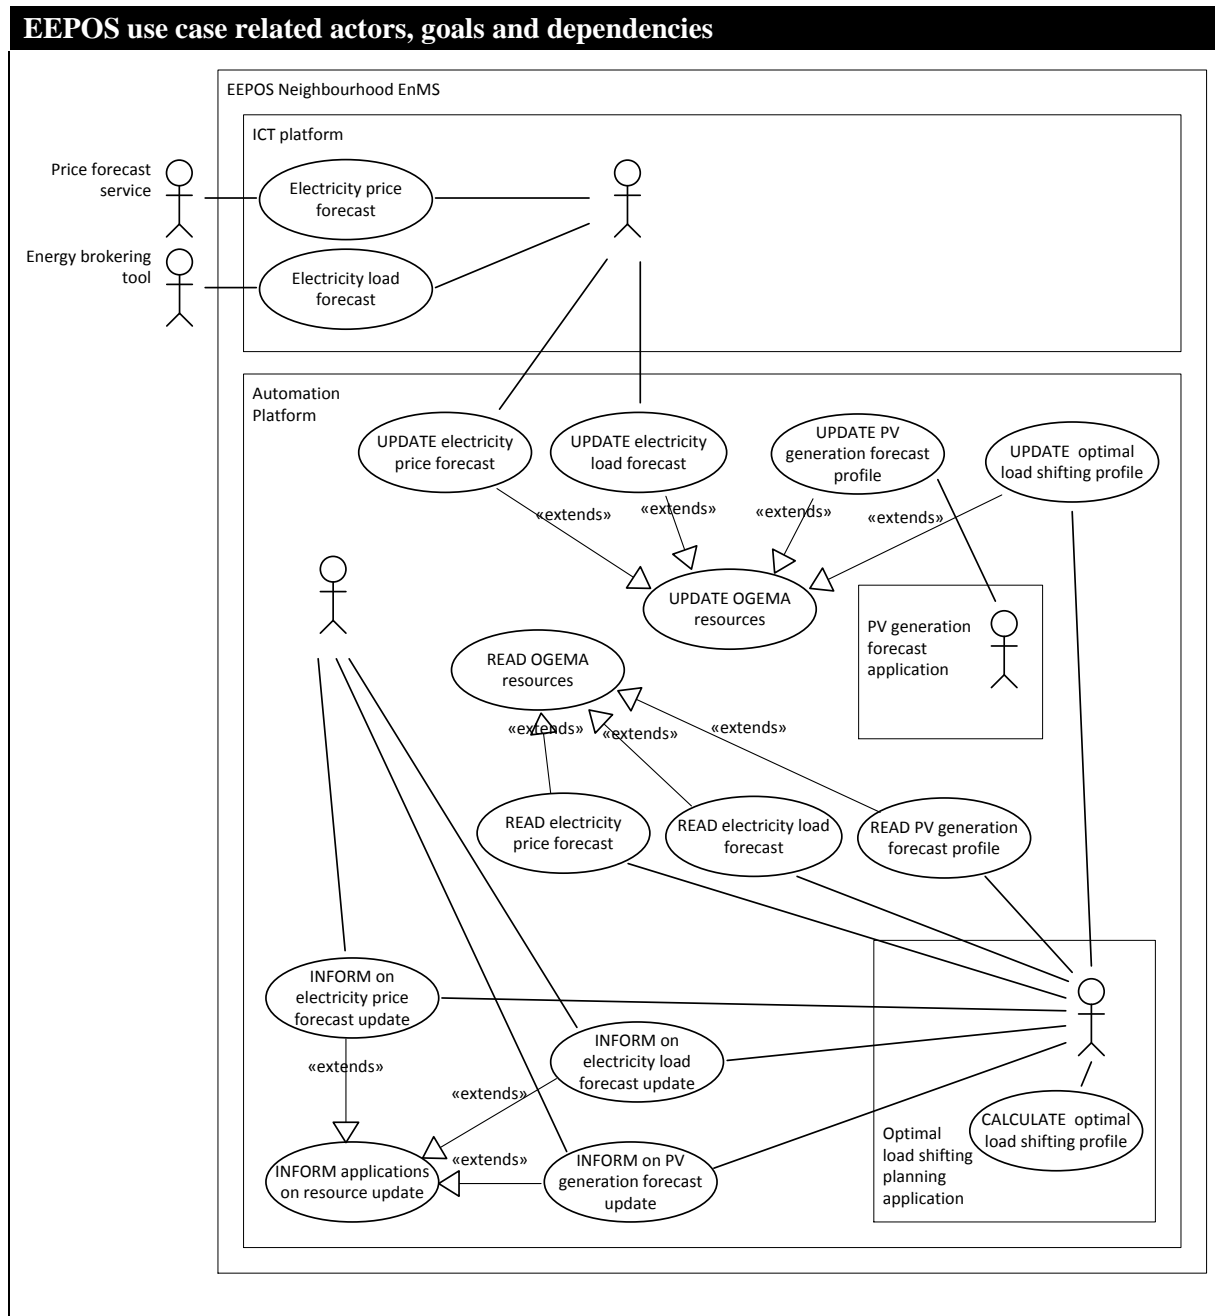 EEPOS use case related actors, goals and dependencies
EEPOS Neighbourhood EnMS
ICT platform
Price forecast
service
Electricity price
forecast
Energy brokering
tool
Electricity load
forecast
Automation
Platform
UPDATE electricity
price forecast
UPDATE electricity
load forecast
UPDATE PV
generation forecast
profile
UPDATE optimal
load shifting profile
«extends»
«extends»
«extends»
«extends»
UPDATE OGEMA
resources
PV generation
forecast
application
READ OGEMA
resources
«extends»
«extends»
«extends»
READ electricity
price forecast
READ electricity load
forecast
READ PV generation
forecast profile
INFORM on
electricity price
forecast update
INFORM on
electricity load
forecast update
«extends»
«extends»
«extends»
INFORM applications
on resource update
INFORM on PV
generation forecast
update
CALCULATE optimal
load shifting profile
Optimal
load shifting
planning
application